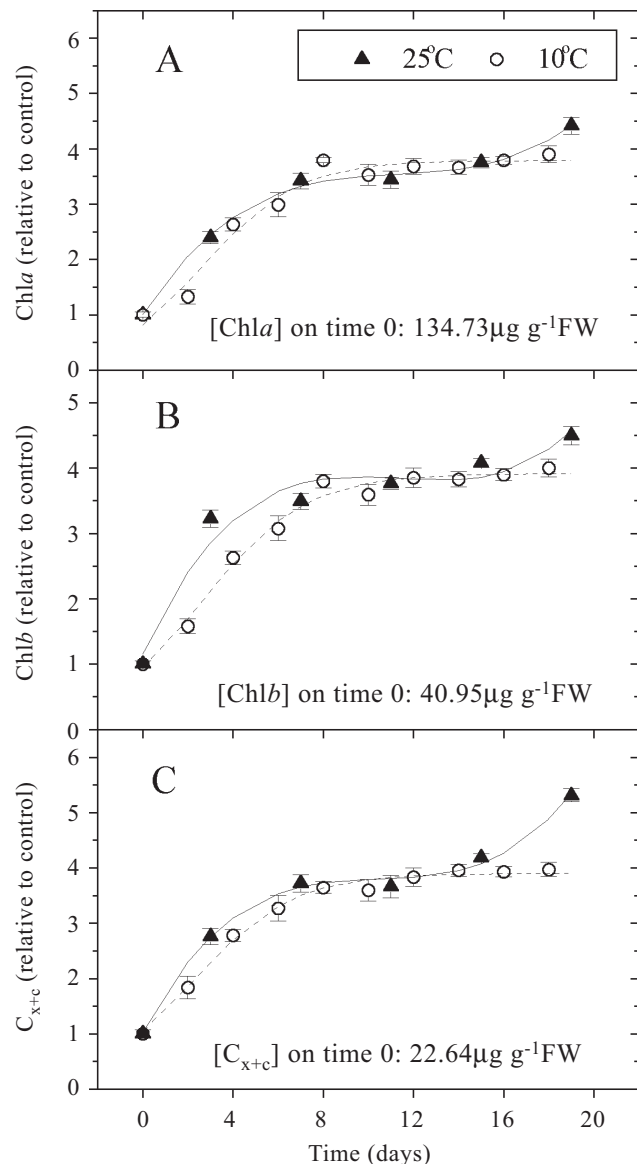 6
A
▲ 25°C ○ 10°C
5
4
3
2
1
0
Chla (relative to control)
[Chla] on time 0: 134.73µg g⁻¹FW
5
B
4
3
2
1
0
Chlb (relative to control)
[Chlb] on time 0: 40.95µg g⁻¹FW
6
C
5
4
3
2
1
0
Cₓ₊c (relative to control)
[Cₓ₊c] on time 0: 22.64µg g⁻¹FW
0 4 8 12 16 20
Time (days)